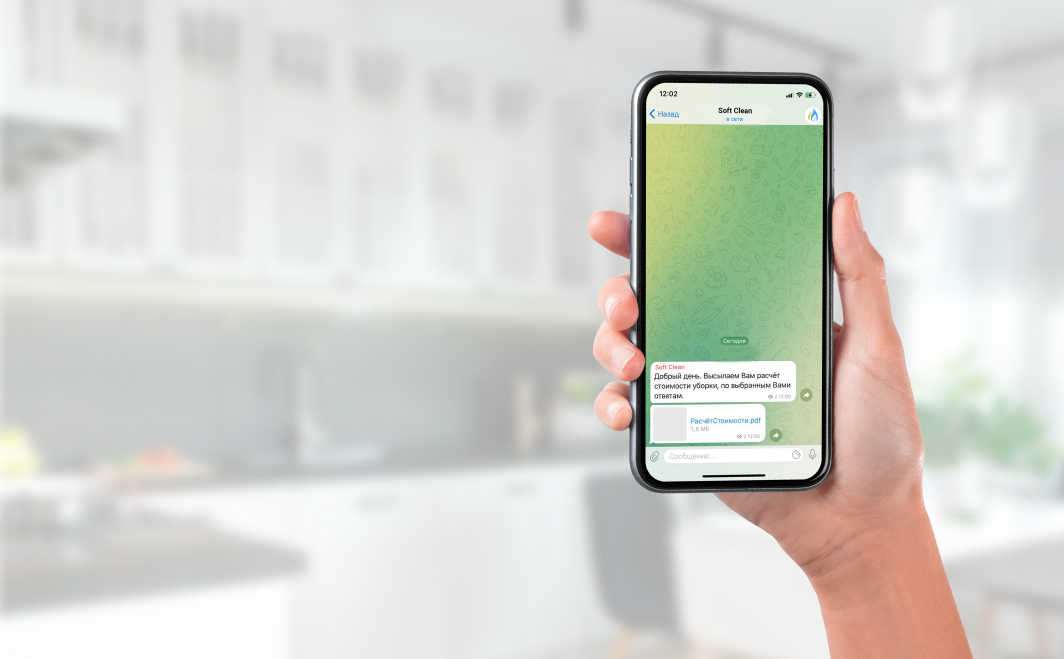 12:02
Назад
Soft Clean
в сети
Сегодня
Soft Clean
Добрый день. Высылаем Вам расчёт
стоимости уборки, по выбранным Вами
ответам.
2 12:00
РасчётСтоимости.pdf
1,6 МБ
2 12:00
Сообщение...